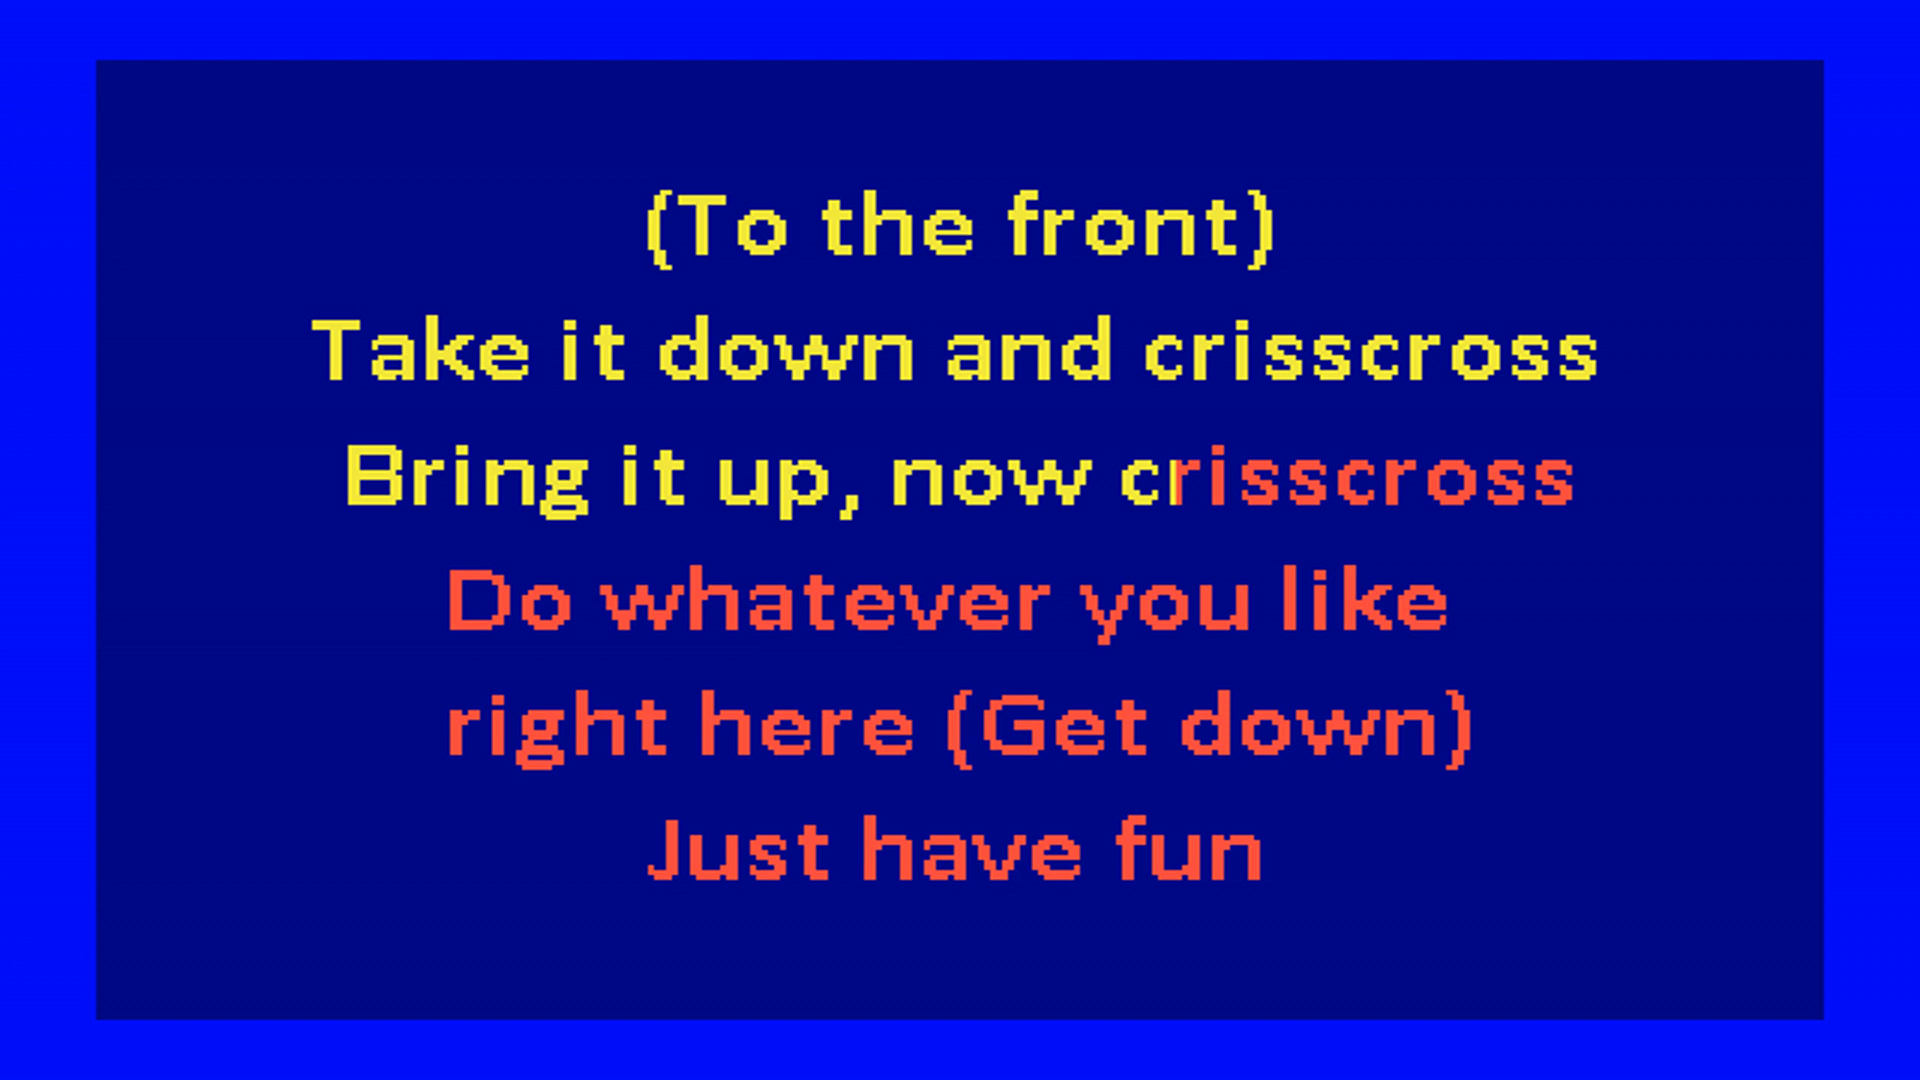 (To the front)
Take it down and crisscross
Bring it up, now crisscross
Do whatever you like
right here (Get down)
Just have fun